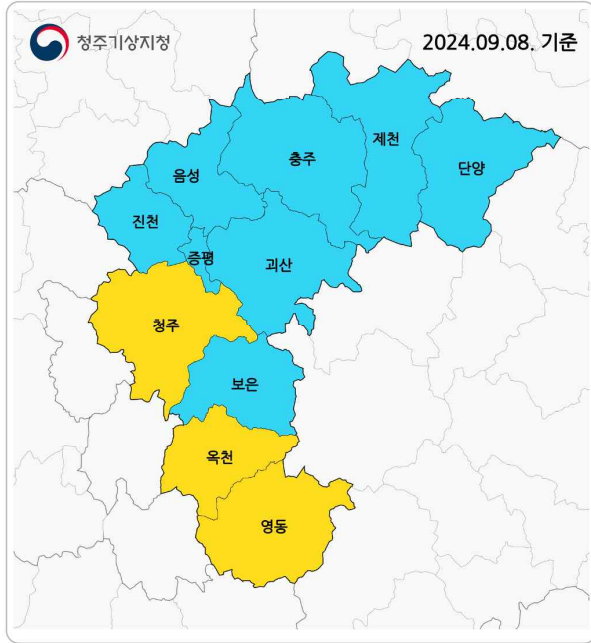 청주기상지청
2024.09.08. 기준
제천
충주
단양
음성
진천
증평
괴산
청주
보은
옥천
영동